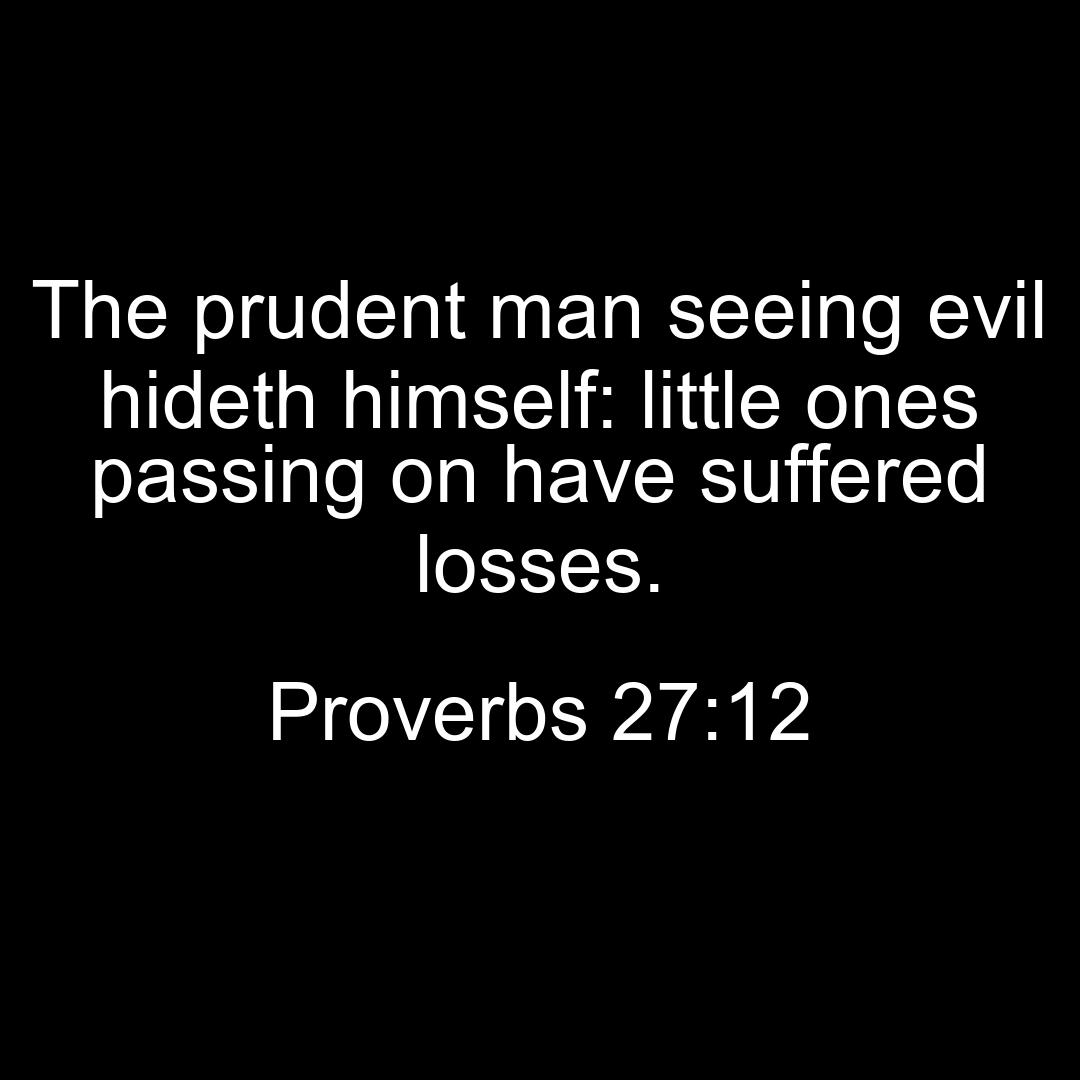 The prudent man seeing evil
hideth himself: little ones
passing on have suffered
losses.
Proverbs 27:12